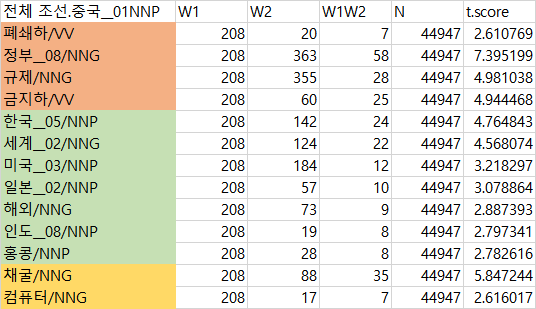 전체 조선.중국__01NNP W1 W2 W1W2 N t.score
폐쇄하/VV 208 20 7 44947 2.610769
정부__08/NNG 208 363 58 44947 7.395199
규제/NNG 208 355 28 44947 4.981038
금지하/VV 208 60 25 44947 4.944468
한국__05/NNP 208 142 24 44947 4.764843
세계__02/NNG 208 124 22 44947 4.568074
미국__03/NNP 208 184 12 44947 3.218297
일본__02/NNP 208 57 10 44947 3.078864
해외/NNG 208 73 9 44947 2.887393
인도__08/NNP 208 19 8 44947 2.797341
홍콩/NNP 208 28 8 44947 2.782616
채굴/NNG 208 88 35 44947 5.847244
컴퓨터/NNG 208 17 7 44947 2.616017